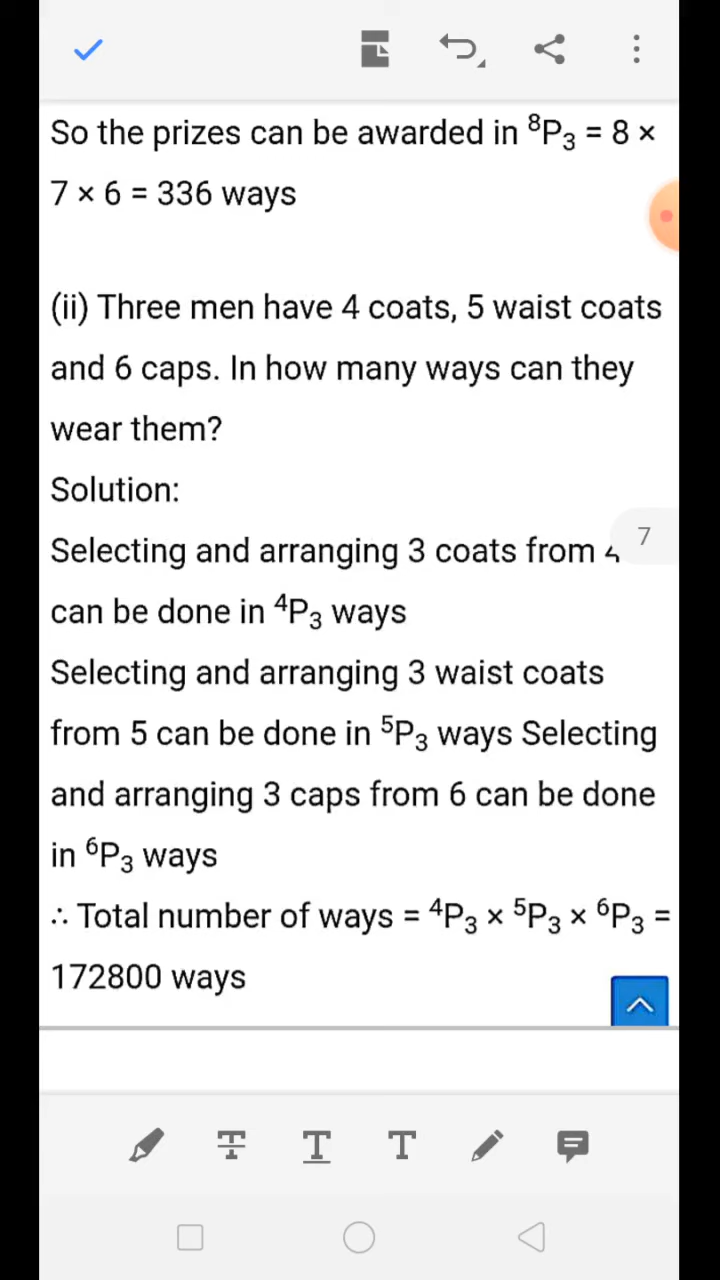 So the prizes can be awarded in ⁸P₃ = 8 ×
7 × 6 = 336 ways
(ii) Three men have 4 coats, 5 waist coats
and 6 caps. In how many ways can they
wear them?
Solution:
7
Selecting and arranging 3 coats from 4
can be done in ⁴P₃ ways
Selecting and arranging 3 waist coats
from 5 can be done in ⁵P₃ ways Selecting
and arranging 3 caps from 6 can be done
in ⁶P₃ ways
∴ Total number of ways = ⁴P₃ × ⁵P₃ × ⁶P₃ =
172800 ways